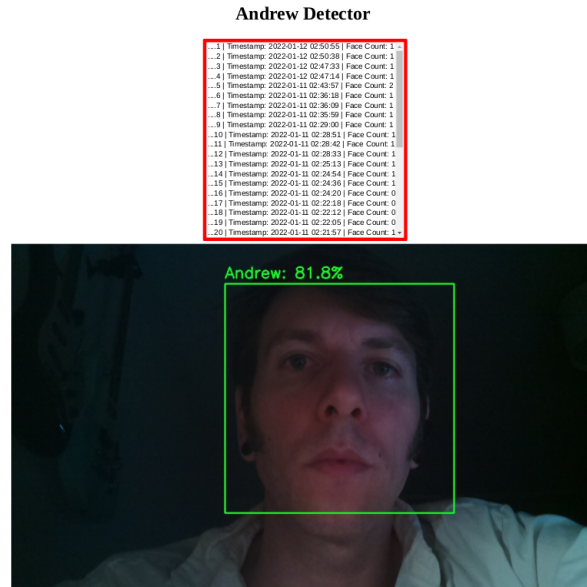 Andrew Detector
....1 | Timestamp: 2022-01-12 02:50:55 | Face Count: 1
....2 | Timestamp: 2022-01-12 02:50:38 | Face Count: 1
....3 | Timestamp: 2022-01-12 02:47:33 | Face Count: 1
....4 | Timestamp: 2022-01-12 02:47:14 | Face Count: 1
....5 | Timestamp: 2022-01-11 02:43:57 | Face Count: 2
....6 | Timestamp: 2022-01-11 02:36:18 | Face Count: 1
....7 | Timestamp: 2022-01-11 02:36:09 | Face Count: 1
....8 | Timestamp: 2022-01-11 02:35:59 | Face Count: 1
....9 | Timestamp: 2022-01-11 02:29:00 | Face Count: 1
...10 | Timestamp: 2022-01-11 02:28:51 | Face Count: 1
...11 | Timestamp: 2022-01-11 02:28:42 | Face Count: 1
...12 | Timestamp: 2022-01-11 02:28:33 | Face Count: 1
...13 | Timestamp: 2022-01-11 02:25:13 | Face Count: 1
...14 | Timestamp: 2022-01-11 02:24:54 | Face Count: 1
...15 | Timestamp: 2022-01-11 02:24:36 | Face Count: 1
...16 | Timestamp: 2022-01-11 02:24:20 | Face Count: 0
...17 | Timestamp: 2022-01-11 02:22:18 | Face Count: 0
...18 | Timestamp: 2022-01-11 02:22:12 | Face Count: 0
...19 | Timestamp: 2022-01-11 02:22:05 | Face Count: 0
...20 | Timestamp: 2022-01-11 02:21:57 | Face Count: 1
Andrew: 81.8%